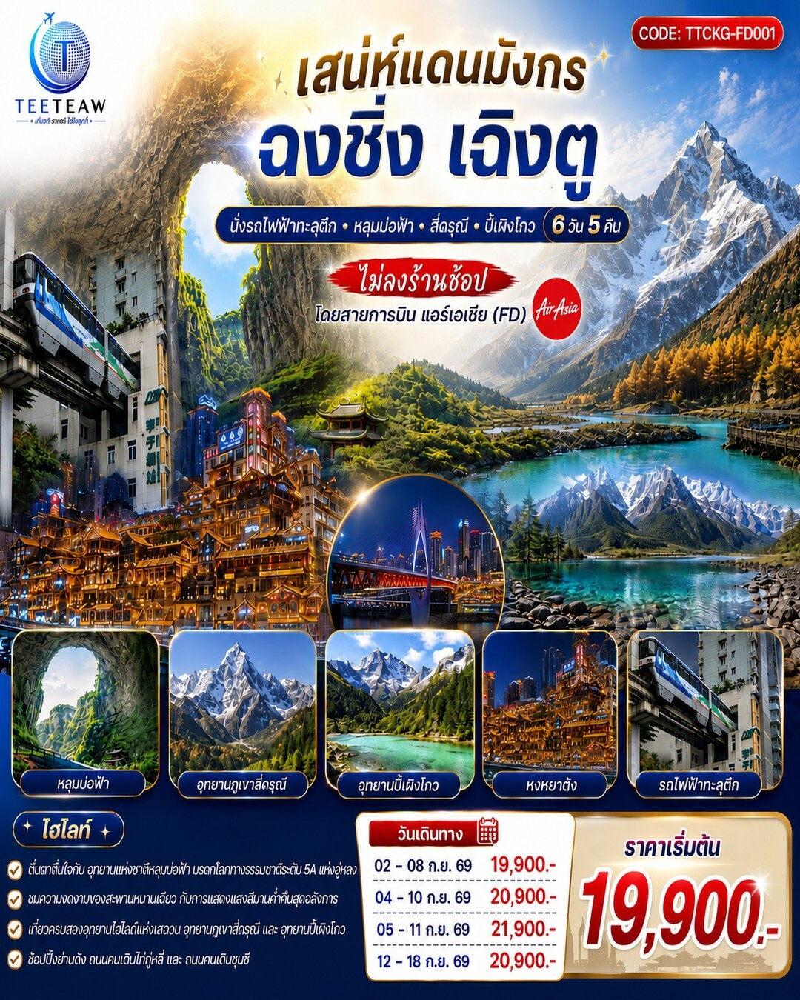 CODE: TTCKG-FD001
T
TEETEAW
• เที่ยวดี ราคาตรี ใช้ใจลูกที่ •
เสน่ห์แดนมังกร
ฉงชิ่ง เฉิงตู
นั่งรถไฟฟ้าทะลุตึก • หลุมบ่อฟ้า • สี่ดรุณี • ปี้เผิงโกว 6 วัน 5 คืน
ไม่ลงร้านช้อป
โดยสายการบิน แอร์เอเชีย (FD)
AirAsia
หลุมบ่อฟ้า
อุทยานภูเขาสี่ดรุณี
อุทยานปี้เผิงโกว
หงหยาต้ง
รถไฟฟ้าทะลุตึก
ไฮไลท์
ตื่นตาตื่นใจกับ อุทยานแห่งชาติหลุมบ่อฟ้า มรดกโลกทางธรรมชาติระดับ 5A แห่งอู่หลง
ชมความงดงามของสะพานหนานเฉียว กับการแสดงแสงสีม่านค่ำคืนสุดอลังการ
เที่ยวครบสองอุทยานไฮไลต์แห่งเสฉวน อุทยานภูเขาสี่ดรุณี และ อุทยานปี้เผิงโกว
ช้อปปิ้งย่านดัง ถนนคนเดินไท่กู่หลี่ และ ถนนคนเดินชุนซี
วันเดินทาง
02 - 08 ก.ย. 69 19,900.-
04 - 10 ก.ย. 69 20,900.-
05 - 11 ก.ย. 69 21,900.-
12 - 18 ก.ย. 69 20,900.-
ราคาเริ่มต้น
19,900.-